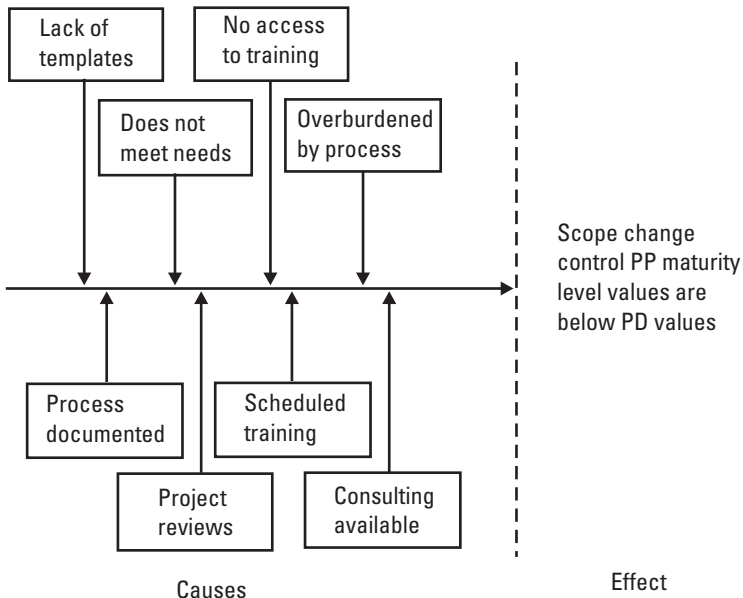 Lack of
templates
No access
to training
Does not
meet needs
Overburdened
by process
Scope change
control PP maturity
level values are
below PD values
Process
documented
Scheduled
training
Project
reviews
Consulting
available
Causes
Effect